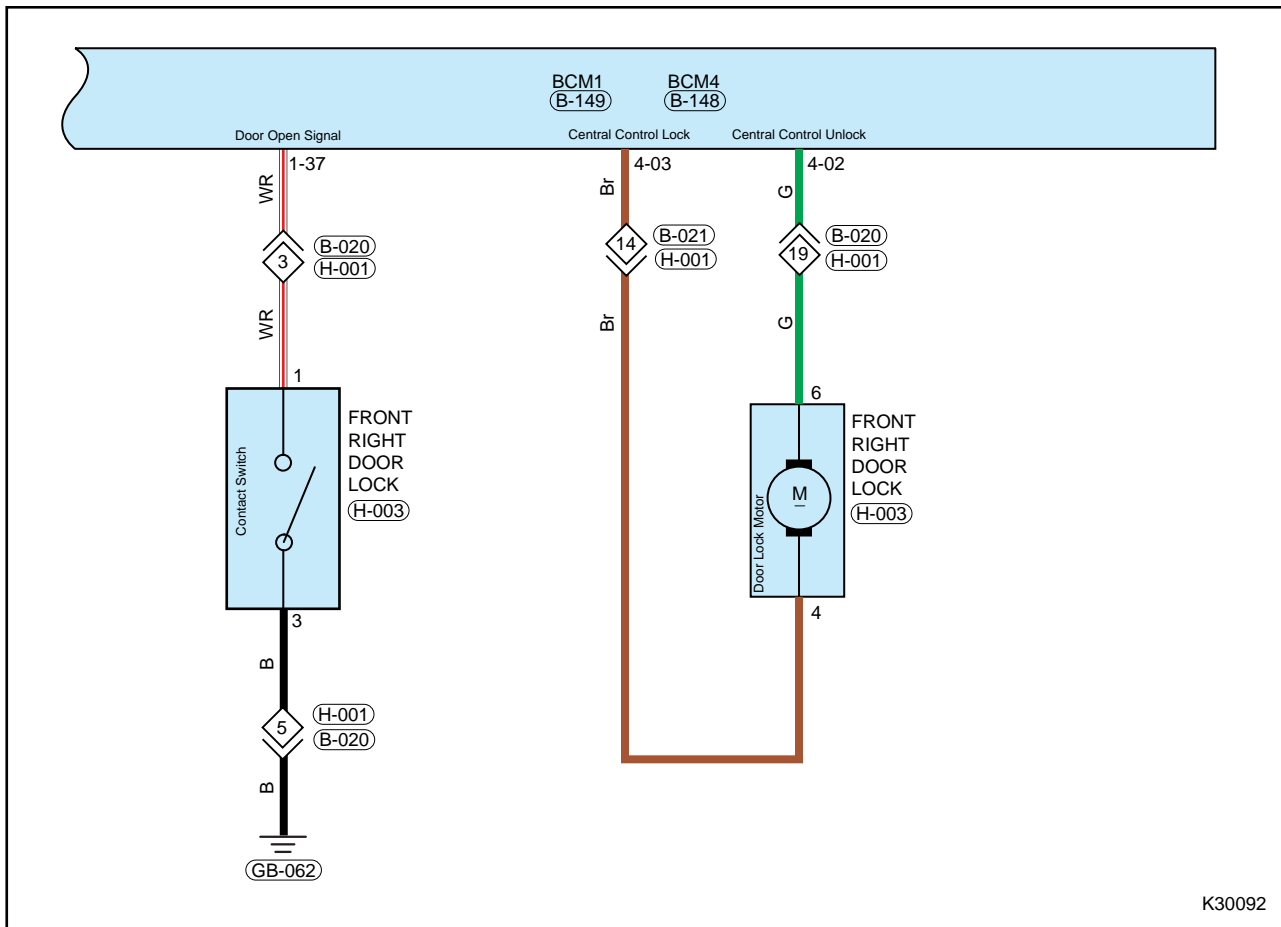 BCM1
B-149
BCM4
B-148
Door Open Signal
Central Control Lock
Central Control Unlock
1-37
4-03
4-02
WR
Br
G
3
B-020
H-001
14
B-021
H-001
19
B-020
H-001
WR
Br
G
1
6
Contact Switch
FRONT
RIGHT
DOOR
LOCK
H-003
Door Lock Motor
M
FRONT
RIGHT
DOOR
LOCK
H-003
3
4
B
5
H-001
B-020
B
GB-062
K30092